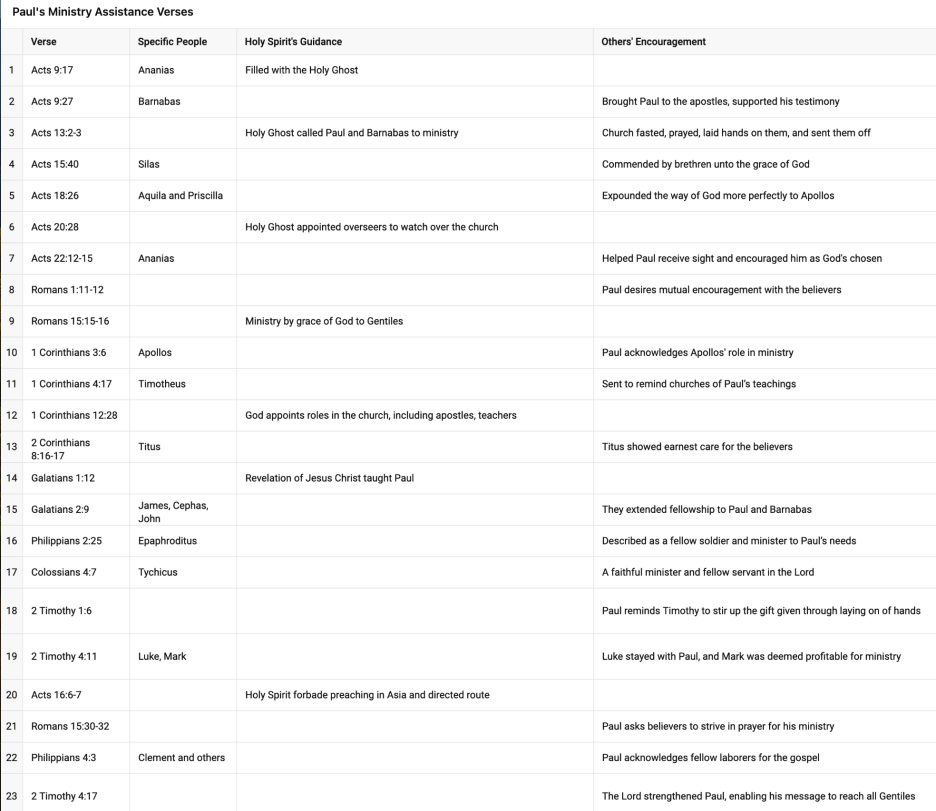 Paul's Ministry Assistance Verses
Verse Specific People Holy Spirit's Guidance Others' Encouragement
1 Acts 9:17 Ananias Filled with the Holy Ghost
2 Acts 9:27 Barnabas Brought Paul to the apostles, supported his testimony
3 Acts 13:2-3 Holy Ghost called Paul and Barnabas to ministry Church fasted, prayed, laid hands on them, and sent them off
4 Acts 15:40 Silas Commended by brethren unto the grace of God
5 Acts 18:26 Aquila and Priscilla Expounded the way of God more perfectly to Apollos
6 Acts 20:28 Holy Ghost appointed overseers to watch over the church
7 Acts 22:12-15 Ananias Helped Paul receive sight and encouraged him as God's chosen
8 Romans 1:11-12 Paul desires mutual encouragement with the believers
9 Romans 15:15-16 Ministry by grace of God to Gentiles
10 1 Corinthians 3:6 Apollos Paul acknowledges Apollos' role in ministry
11 1 Corinthians 4:17 Timotheus Sent to remind churches of Paul's teachings
12 1 Corinthians 12:28 God appoints roles in the church, including apostles, teachers
13 2 Corinthians
8:16-17 Titus Titus showed earnest care for the believers
14 Galatians 1:12 Revelation of Jesus Christ taught Paul
15 Galatians 2:9 James, Cephas,
John They extended fellowship to Paul and Barnabas
16 Philippians 2:25 Epaphroditus Described as a fellow soldier and minister to Paul's needs
17 Colossians 4:7 Tychicus A faithful minister and fellow servant in the Lord
18 2 Timothy 1:6 Paul reminds Timothy to stir up the gift given through laying on of hands
19 2 Timothy 4:11 Luke, Mark Luke stayed with Paul, and Mark was deemed profitable for ministry
20 Acts 16:6-7 Holy Spirit forbade preaching in Asia and directed route
21 Romans 15:30-32 Paul asks believers to strive in prayer for his ministry
22 Philippians 4:3 Clement and others Paul acknowledges fellow laborers for the gospel
23 2 Timothy 4:17 The Lord strengthened Paul, enabling his message to reach all Gentiles